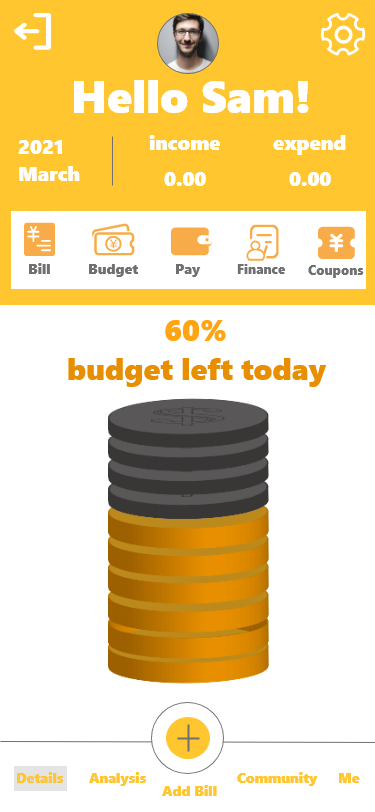 Hello Sam!
2021 income expend
March 0.00 0.00
¥ ¥ ¥
Bill Budget Pay Finance Coupons
60%
budget left today
$
Details Analysis Community Me
Add Bill